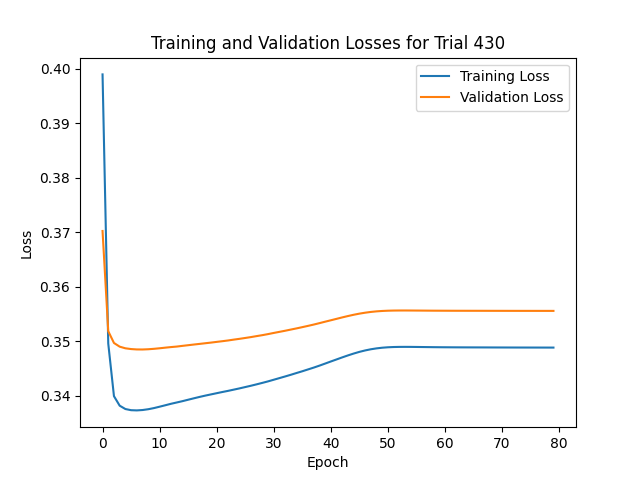 Training and Validation Losses for Trial 430
Training Loss
Validation Loss
Loss
0.40
0.39
0.38
0.37
0.36
0.35
0.34
0 10 20 30 40 50 60 70 80
Epoch